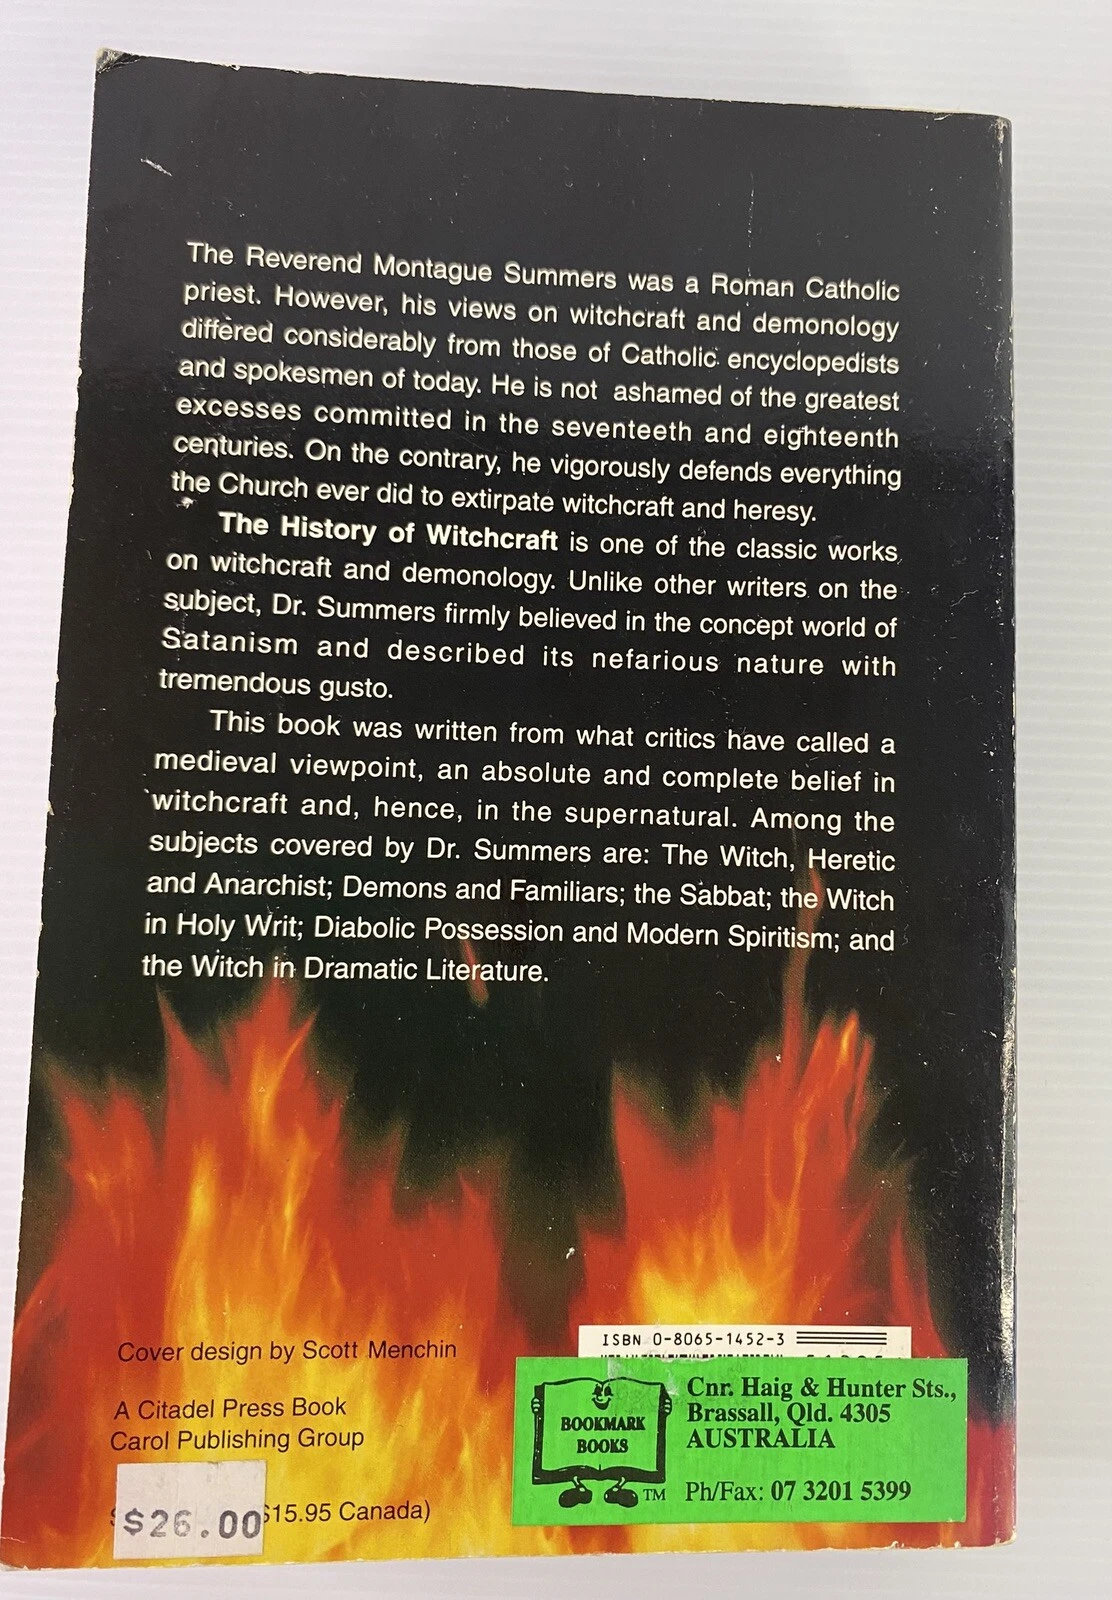 The Reverend Montague Summers was a Roman Catholic
priest. However, his views on witchcraft and demonology
differed considerably from those of Catholic encyclopedists
and spokesmen of today. He is not ashamed of the greatest
excesses committed in the seventeeth and eighteenth
centuries. On the contrary, he vigorously defends everything
the Church ever did to extirpate witchcraft and heresy.
The History of Witchcraft is one of the classic works
on witchcraft and demonology. Unlike other writers on the
subject, Dr. Summers firmly believed in the concept world of
Satanism and described its nefarious nature with
tremendous gusto.
This book was written from what critics have called a
medieval viewpoint, an absolute and complete belief in
witchcraft and, hence, in the supernatural. Among the
subjects covered by Dr. Summers are: The Witch, Heretic
and Anarchist; Demons and Familiars; the Sabbat; the Witch
in Holy Writ; Diabolic Possession and Modern Spiritism; and
the Witch in Dramatic Literature.
Cover design by Scott Menchin
A Citadel Press Book
Carol Publishing Group
$26.00
$15.95 Canada)
ISBN 0-8065-1452-3
BOOKMARK
BOOKS
TM
Cnr. Haig & Hunter Sts.,
Brassall, Qld. 4305
AUSTRALIA
Ph/Fax: 07 3201 5399